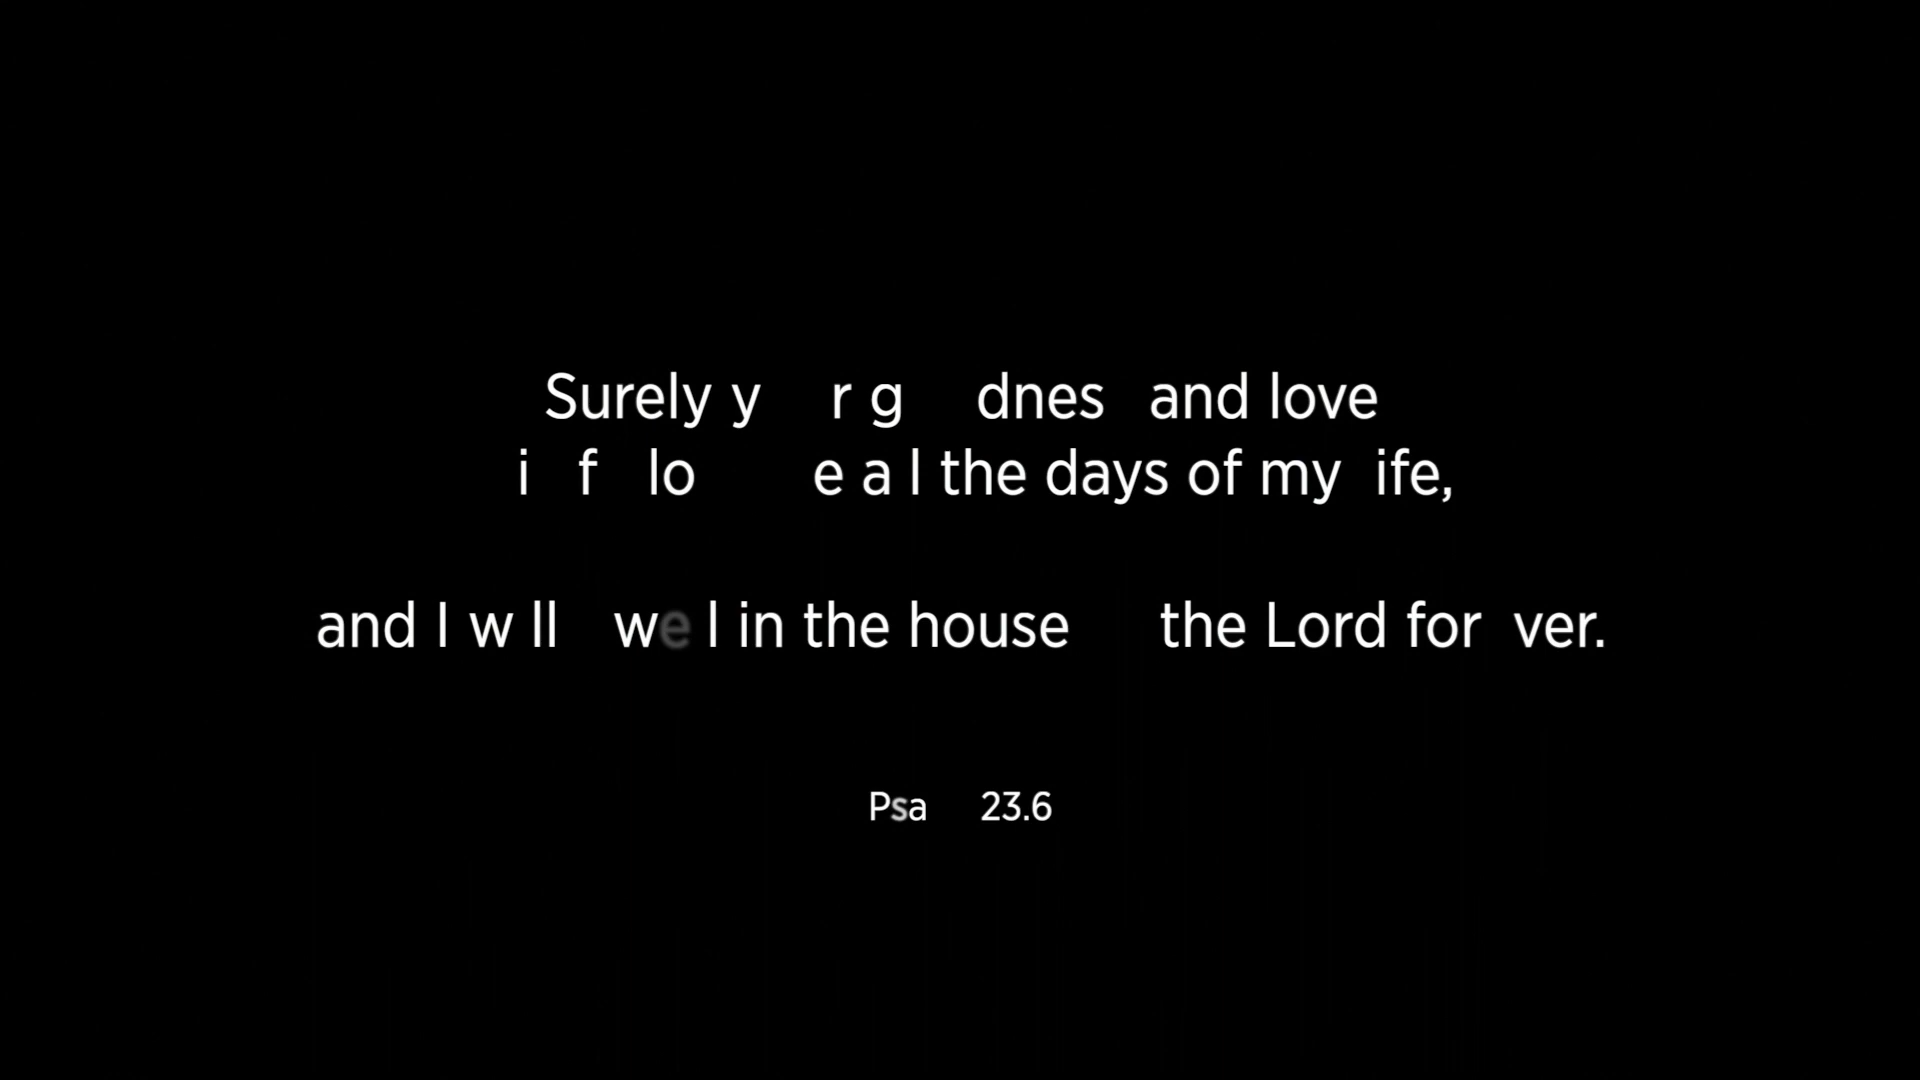 Surely y r g dnes and love
i f lo e a l the days of my ife,
and I w ll we l in the house the Lord for ver.
Psa 23.6